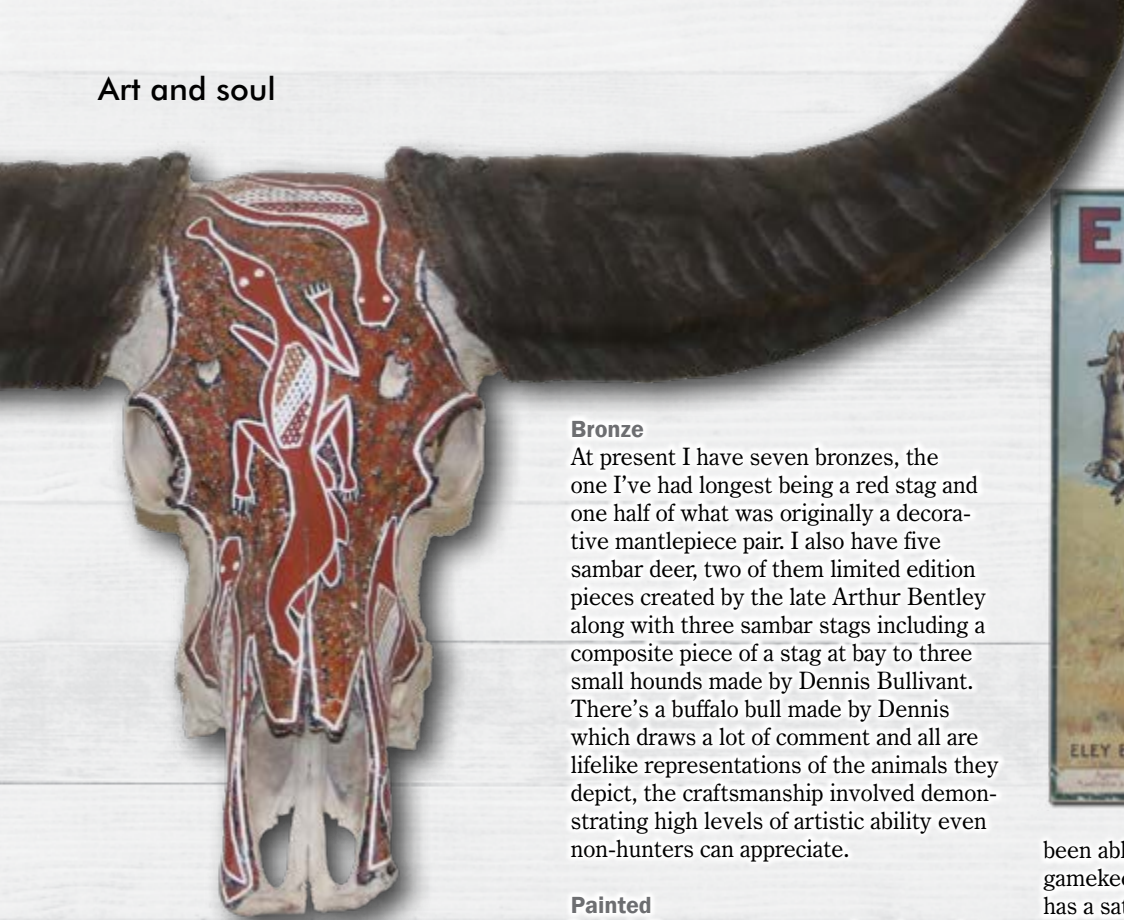 Art and soul
Bronze
At present I have seven bronzes, the
one I’ve had longest being a red stag and
one half of what was originally a decora-
tive mantlepiece pair. I also have five
sambar deer, two of them limited edition
pieces created by the late Arthur Bentley
along with three sambar stags including a
composite piece of a stag at bay to three
small hounds made by Dennis Bullivant.
There’s a buffalo bull made by Dennis
which draws a lot of comment and all are
lifelike representations of the animals they
depict, the craftsmanship involved demon-
strating high levels of artistic ability even
non-hunters can appreciate.
Painted
E
ELEY
been
has a